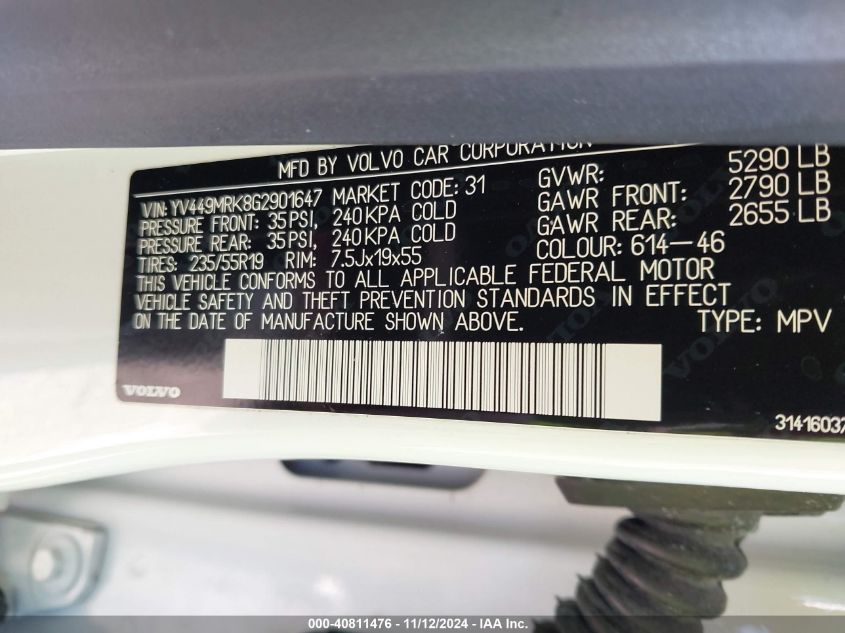 MFD BY VOLVO CAR CORPORATION
VIN: YV449MRK8G2901647 MARKET CODE: 31
PRESSURE FRONT: 35PSI, 240KPA COLD
PRESSURE REAR: 35PSI, 240KPA COLD
TIRES: 235/55R19 RIM: 7.5Jx19x55
GVWR: 5290 LB
GAWR FRONT: 2790 LB
GAWR REAR: 2655 LB
COLOUR: 614-46
THIS VEHICLE CONFORMS TO ALL APPLICABLE FEDERAL MOTOR
VEHICLE SAFETY AND THEFT PREVENTION STANDARDS IN EFFECT
ON THE DATE OF MANUFACTURE SHOWN ABOVE.
TYPE: MPV
VOLVO
31416037
000-40811476 - 11/12/2024 - IAA Inc.